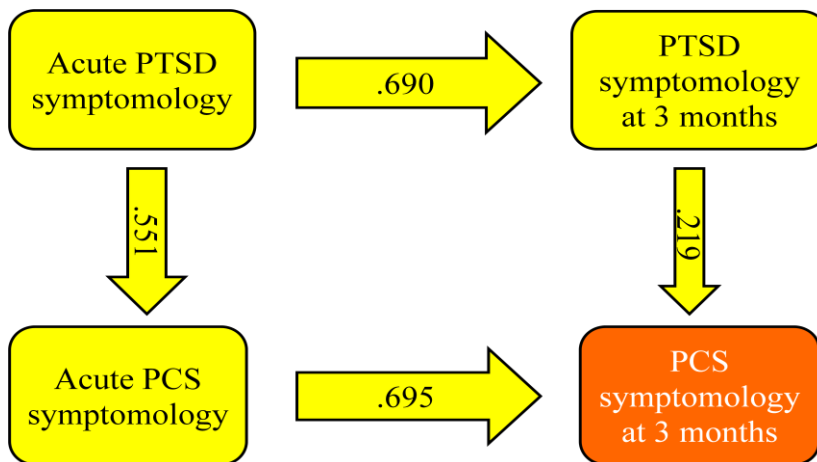 Acute PTSD
symptomology
.690
PTSD
symptomology
at 3 months
.551
.219
Acute PCS
symptomology
.695
PCS
symptomology
at 3 months